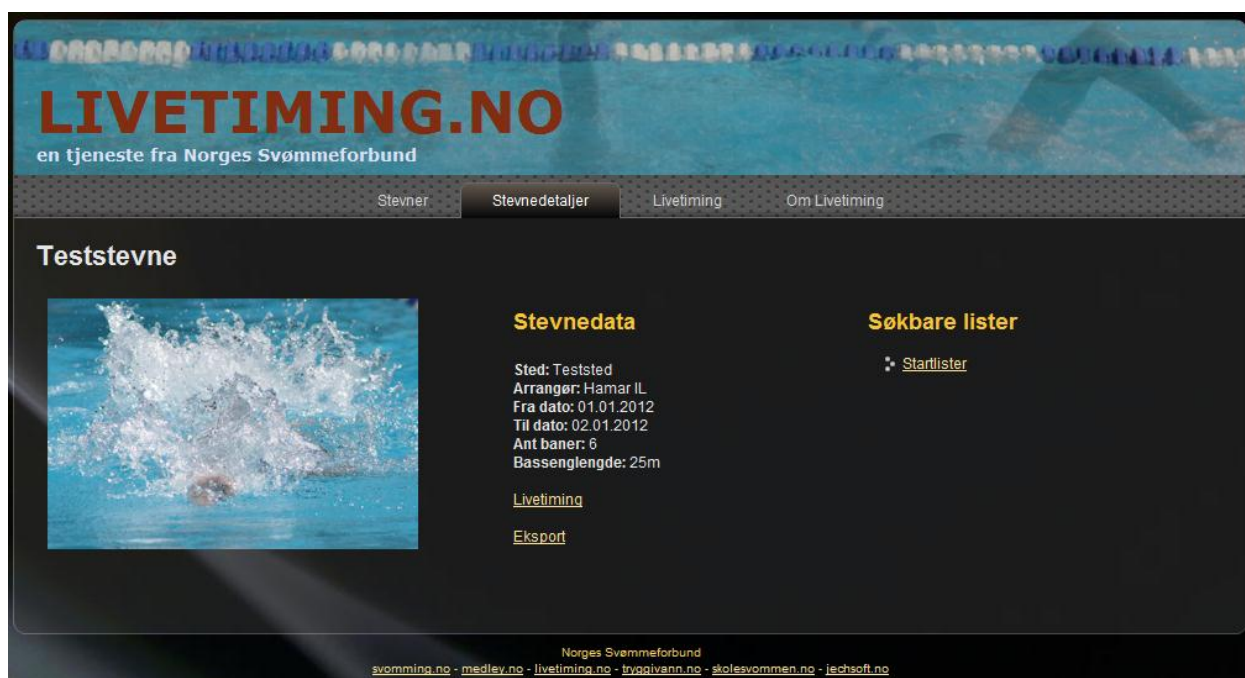 LIVETIMING.NO
en tjeneste fra Norges Svømmeforbund
Stevner Stevnedetaljer Livetiming Om Livetiming
Teststevne
Stevnedata
Sted: Teststed
Arrangør: Hamar IL
Fra dato: 01.01.2012
Til dato: 02.01.2012
Ant baner: 6
Bassenglengde: 25m
Livetiming
Eksport
Søkbare lister
Startlister
Norges Svømmeforbund
svomming.no - medley.no - livetiming.no - tryggivann.no - skolesvommen.no - jechsoft.no